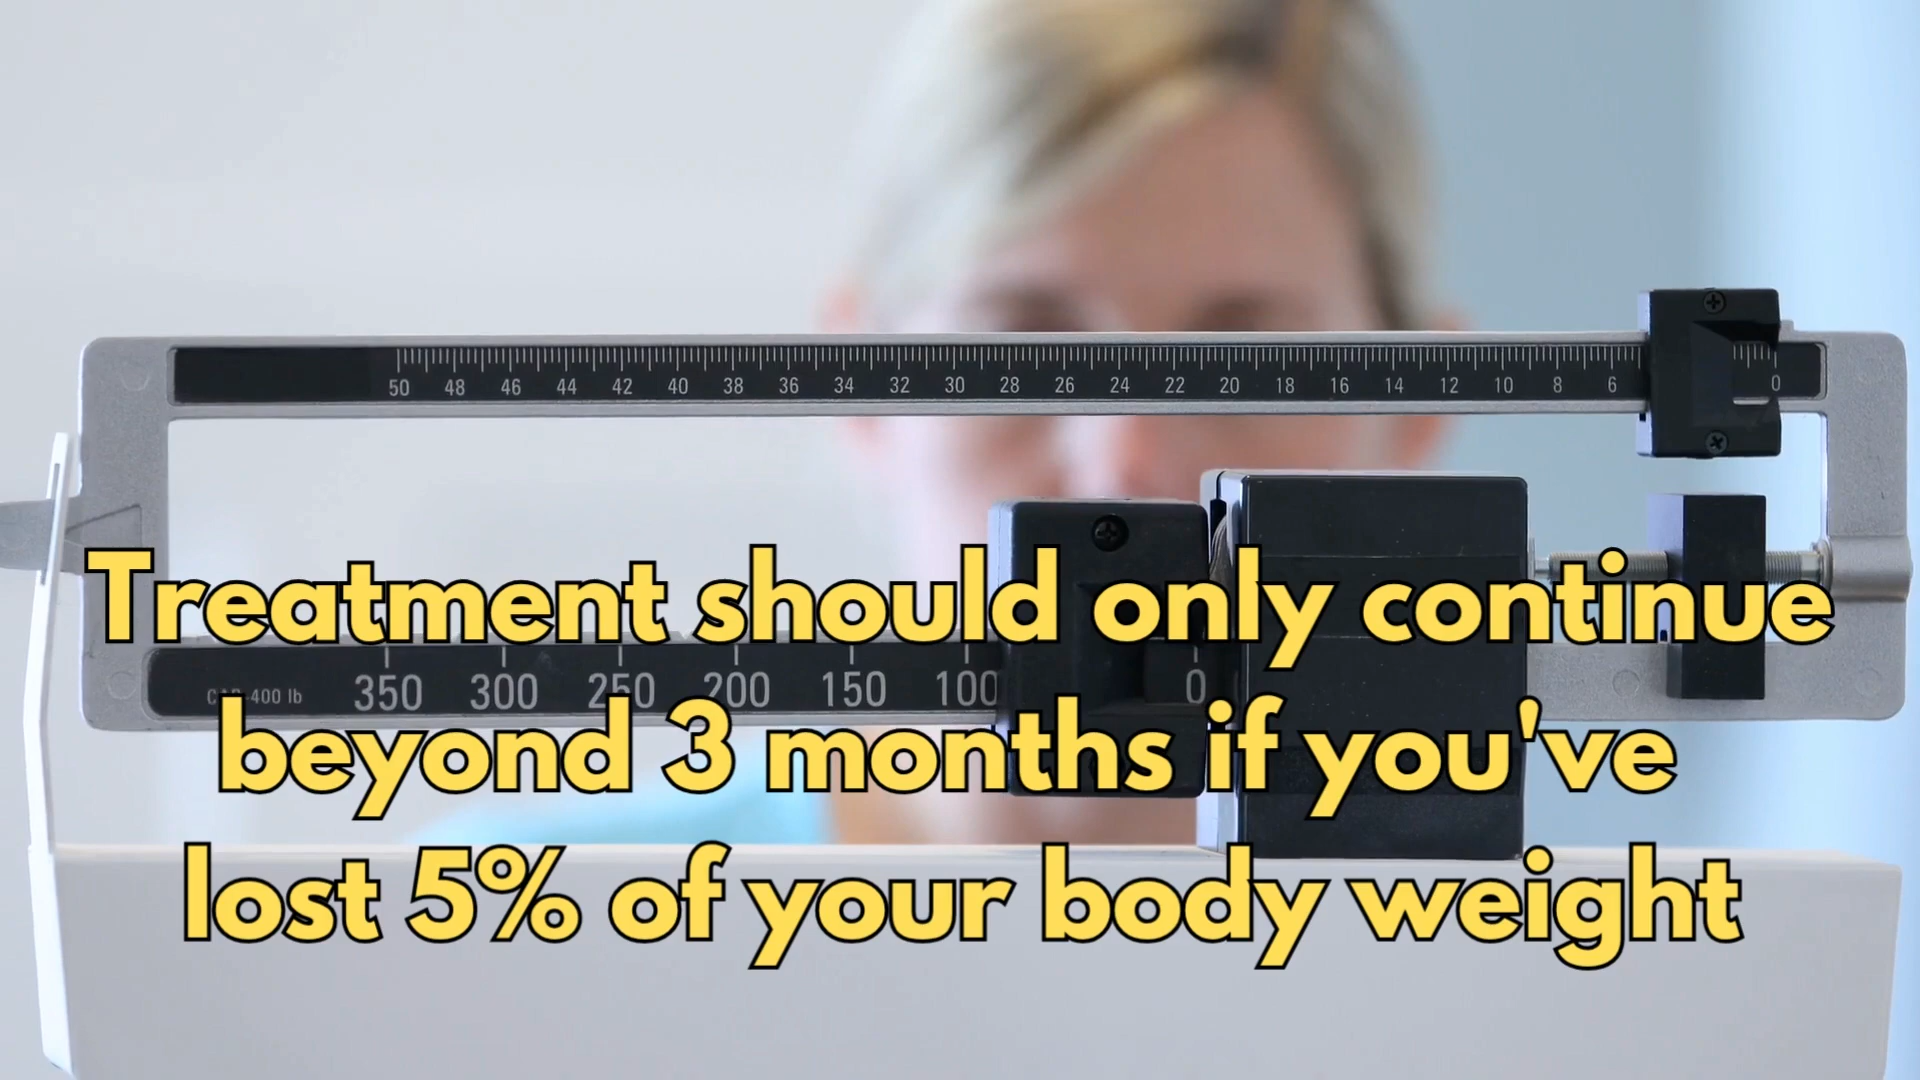 50 48 46 44 42 40 38 36 34 32 30 28 26 24 22 20 18 16 14 12 10 8 6 0
Treatment should only continue
400 lb 350 300 250 200 150 100 0
beyond 3 months if you've
lost 5% of your body weight